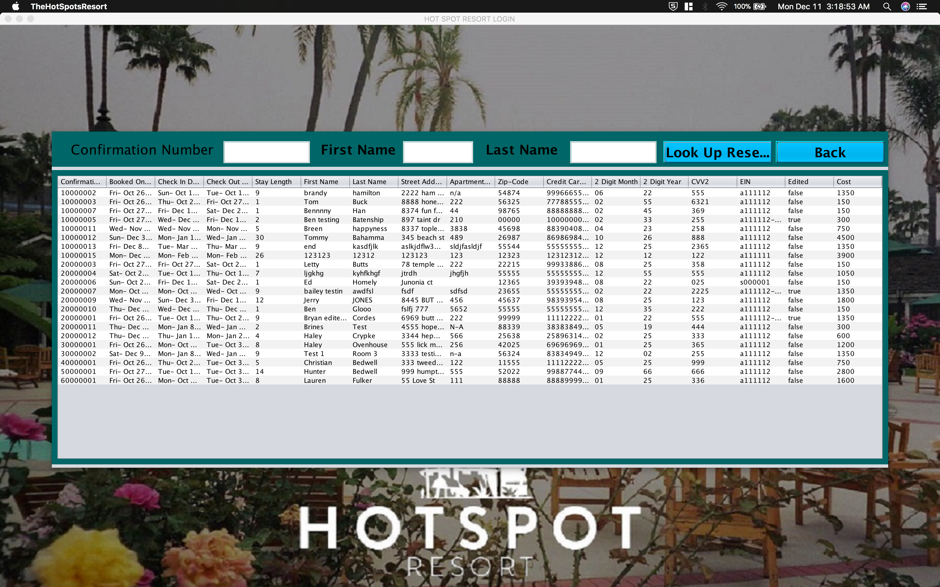 TheHotSpotsResort 100% Mon Dec 11 3:18:53 AM
HOT SPOT RESORT LOGIN
Confirmation Number First Name Last Name Look Up Rese... Back
Confirmati... Booked On... Check In D... Check Out ... Stay Length First Name Last Name Street Add... Apartment... Zip-Code Credit Car... 2 Digit Month 2 Digit Year CVV2 EIN Edited Cost
10000002 Fri- Oct 26... Sun- Oct 1... Tue- Oct 1... 9 brandy hamilton 2222 ham ... n/a 54874 99966655... 06 22 555 a111112 false 1350
10000003 Fri- Oct 26... Thu- Oct 2... Fri- Oct 27... 1 Tom Buck 8888 hone... 222 56325 77788555... 02 55 6321 a111112 false 150
10000007 Fri- Oct 27... Fri- Dec 1... Sat- Dec 2... 1 Bennnny Han 8374 fun f... 44 98765 88888888... 02 45 369 a111112 false 150
10000005 Fri- Oct 27... Wed- Dec ... Fri- Dec 1... 2 Ben testing Batenship 897 taint dr 210 00000 10000000... 02 33 255 a111112-... true 300
10000011 Wed- Nov ... Wed- Nov ... Mon- Nov ... 5 Breen happyness 8337 tople... 3838 45698 88390408... 04 23 258 a111112 false 750
10000012 Sun- Dec 3... Mon- Jan 1... Wed- Jan ... 30 Tommy Bahamma 345 beach st 489 26987 86986984... 10 26 888 a111112 false 4500
10000013 Fri- Dec 8... Tue- Mar ... Thu- Mar ... 9 end kasdfjlk aslkjdflw3... sldjfasldjf 55544 55555555... 12 25 2365 a111112 false 1350
10000015 Mon- Dec ... Mon- Feb ... Mon- Feb ... 26 123123 12312 123123 123 12323 12312312... 12 12 122 a111111 false 3900
20000003 Fri- Oct 27... Fri- Oct 27... Sat- Oct 2... 1 Letty Butts 78 temple ... 222 22215 99933886... 08 25 358 a111112 false 150
20000004 Sat- Oct 2... Tue- Oct 1... Thu- Oct 1... 7 ljgkhg kyhfkhgf jtrdh jhgfjh 55555 55555555... 12 55 555 a111112 false 1050
20000006 Sun- Oct 2... Fri- Dec 1... Sat- Dec 2... 1 Ed Homely Junonia ct 12365 39393948... 08 22 025 s000001 false 150
20000007 Mon- Oct ... Mon- Oct ... Wed- Nov ... 9 bailey testin awdfsl fsdf sdfsd 23655 55555555... 02 22 2225 a111112-... true 1350
20000009 Wed- Nov ... Sun- Dec 3... Fri- Dec 1... 12 Jerry JONES 8445 BUT ... 456 45637 98393954... 08 25 123 a111112 false 1800
20000010 Thu- Dec ... Thu- Dec ... Thu- Dec ... 1 Ben Glooo fslfj 777 5652 55555 55555555... 12 35 222 a111112 false 150
20000001 Fri- Oct 26... Sun- Oct 1... Tue- Oct 2... 9 Bryan edite... Cordes 6969 butt ... 222 99999 11112222... 01 22 555 a111112-... true 1350
20000011 Thu- Dec ... Mon- Jan 8... Wed- Jan ... 2 Brines Test 4555 hope... N-A 88339 38383849... 05 19 444 a111112 false 300
20000012 Thu- Dec ... Thu- Jan 1... Mon- Jan 2... 4 Haley Crypke 3344 hep... 566 25638 25896314... 02 25 333 a111112 false 600
30000001 Fri- Oct 26... Mon- Oct ... Tue- Oct 3... 8 Haley Ovenhouse 555 lick m... 256 42025 69696969... 01 25 365 a111112 false 1200
30000002 Sat- Dec 9... Mon- Jan 8... Wed- Jan ... 9 Test 1 Room 3 3333 testi... n-a 56324 83834949... 12 02 255 a111112 false 1350
40000001 Thu- Oct 2... Thu- Oct 2... Tue- Oct 3... 5 Christian Bedwell 333 tweed... 122 11555 11112222... 05 25 999 a111112 false 750
50000001 Fri- Oct 26... Tue- Oct 1... Tue- Oct 3... 14 Hunter Bedwell 999 humpt... 555 52022 99887744... 09 66 666 a111112 false 2800
60000001 Fri- Oct 27... Mon- Oct ... Tue- Oct 3... 8 Lauren Fulker 55 Love St 111 88888 88889999... 01 25 336 a111112 false 1600
HOTSPOT
RESORT